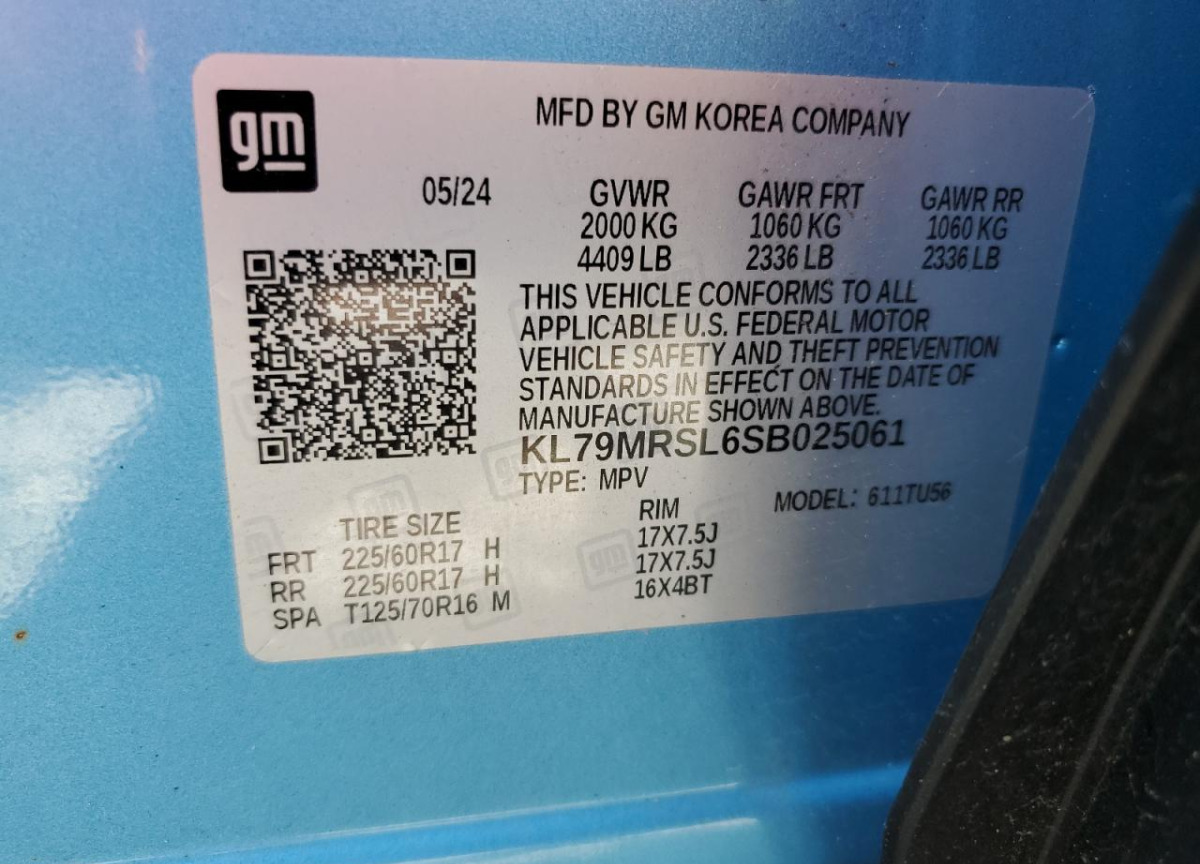 gm
MFD BY GM KOREA COMPANY
05/24
GVWR GAWR FRT GAWR RR
2000 KG 1060 KG 1060 KG
4409 LB 2336 LB 2336 LB
THIS VEHICLE CONFORMS TO ALL
APPLICABLE U.S. FEDERAL MOTOR
VEHICLE SAFETY AND THEFT PREVENTION
STANDARDS IN EFFECT ON THE DATE OF
MANUFACTURE SHOWN ABOVE.
KL79MRSL6SB025061
TYPE: MPV MODEL: 611TU56
TIRE SIZE RIM
FRT 225/60R17 H 17X7.5J
RR 225/60R17 H 17X7.5J
SPA T125/70R16 M 16X4BT